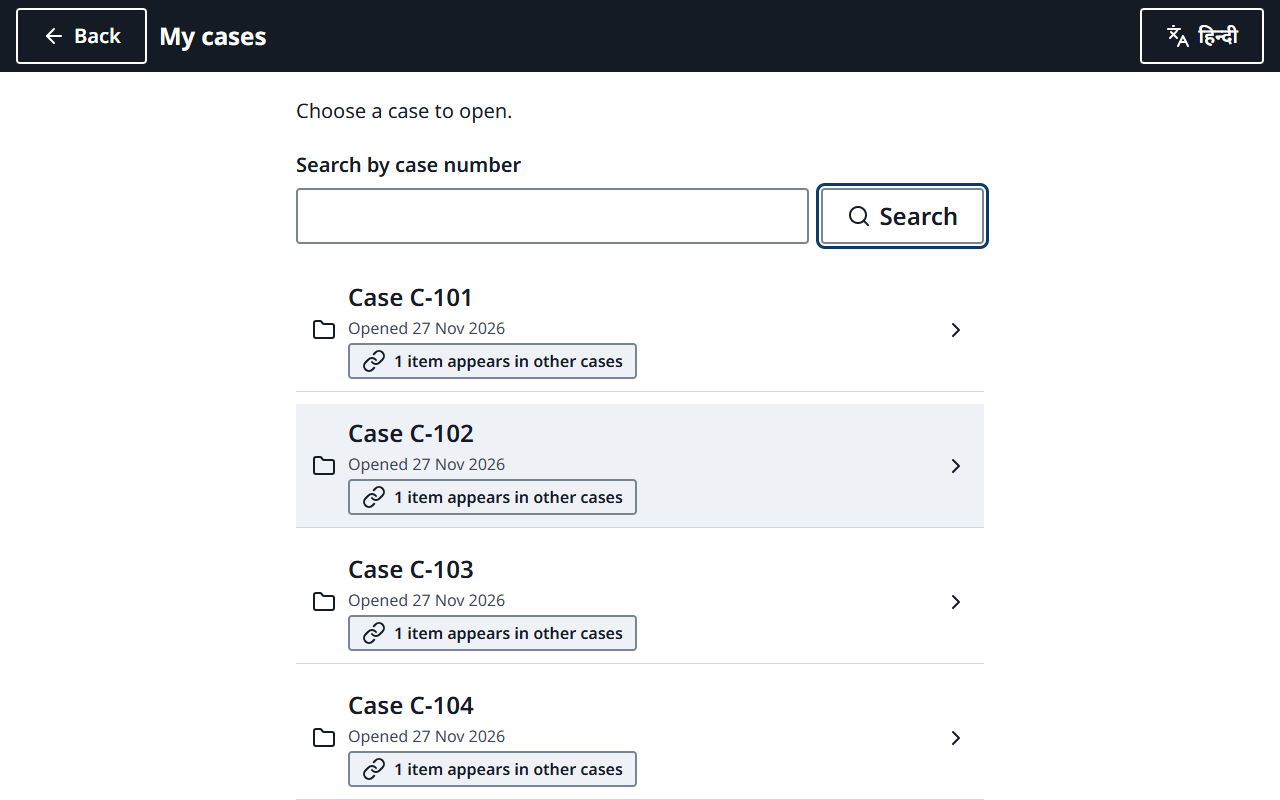 Back
My cases
हिन्दी
Choose a case to open.
Search by case number
Search
Case C-101
Opened 27 Nov 2026
1 item appears in other cases
Case C-102
Opened 27 Nov 2026
1 item appears in other cases
Case C-103
Opened 27 Nov 2026
1 item appears in other cases
Case C-104
Opened 27 Nov 2026
1 item appears in other cases